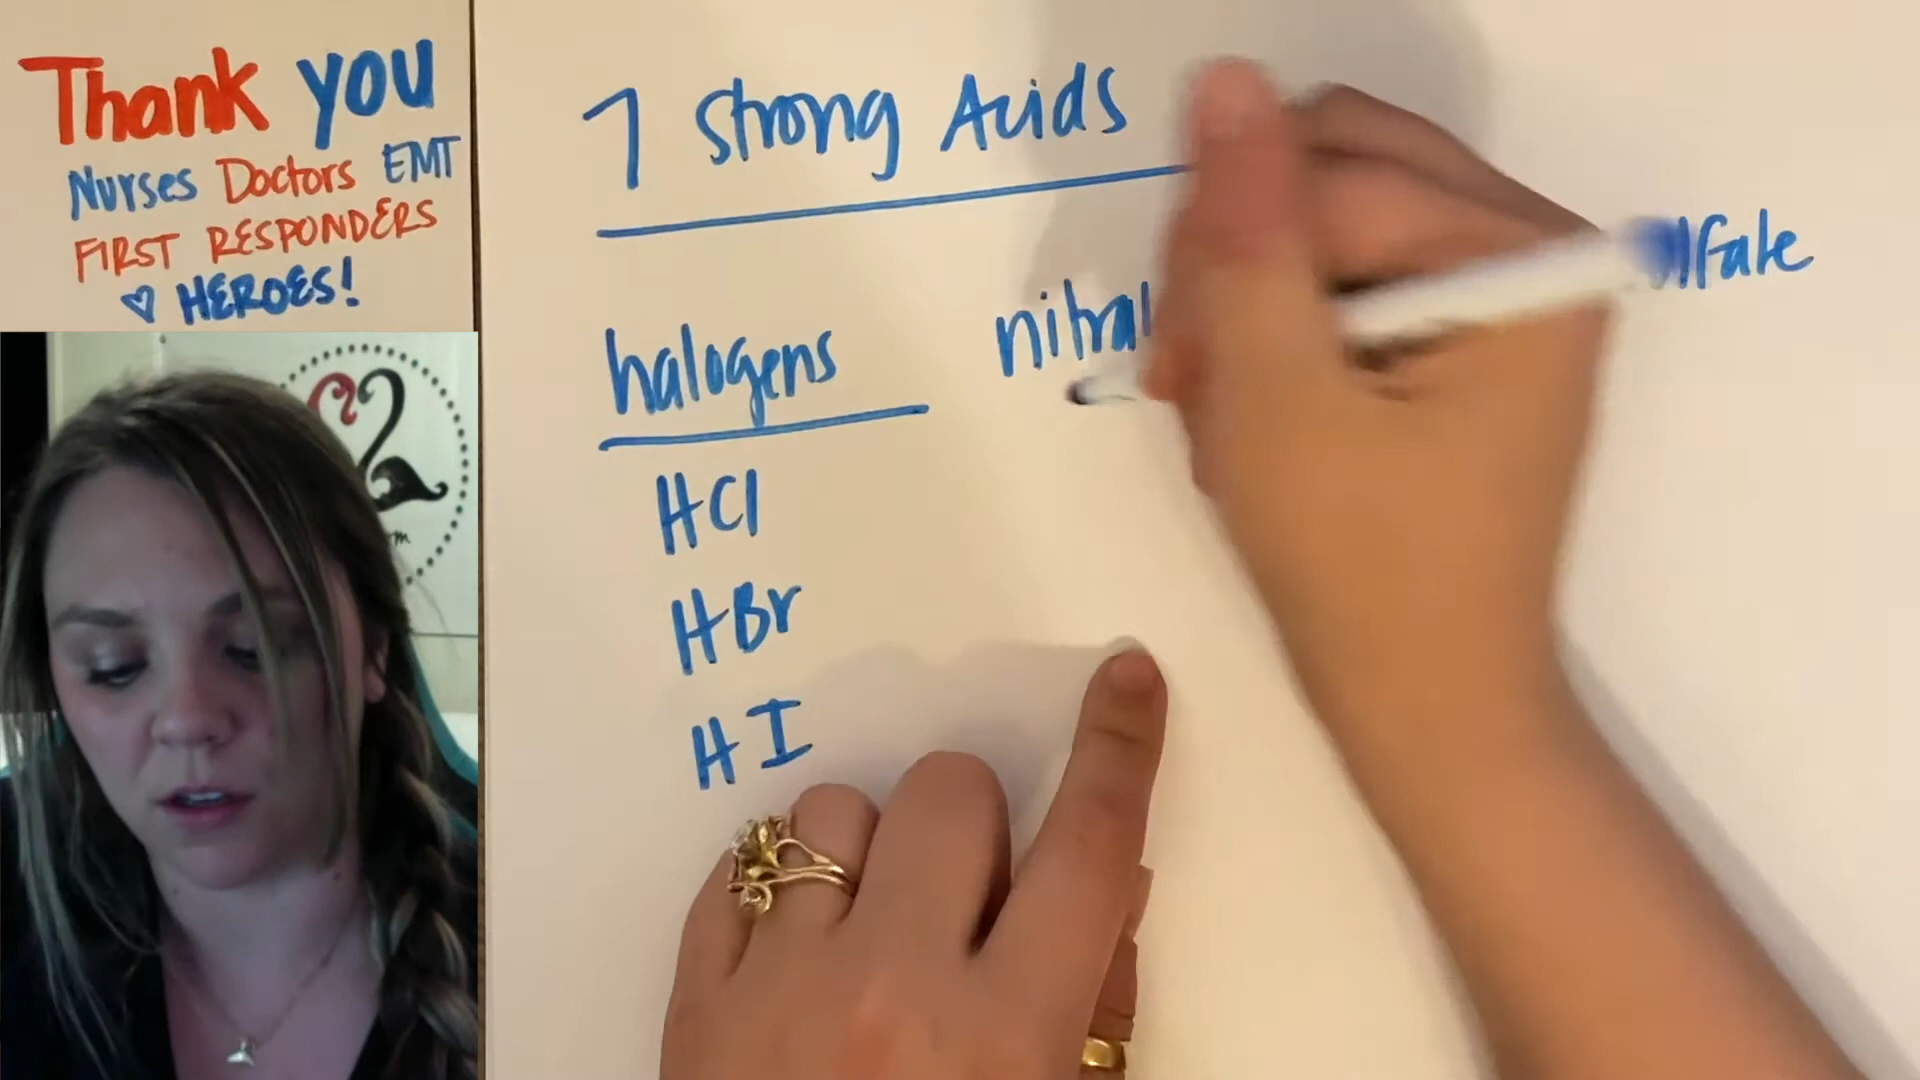 Thank you
Nurses Doctors EMT
FIRST RESPONDERS
♡ HEROES!
7 Strong Acids
halogens
HCl
HBr
HI